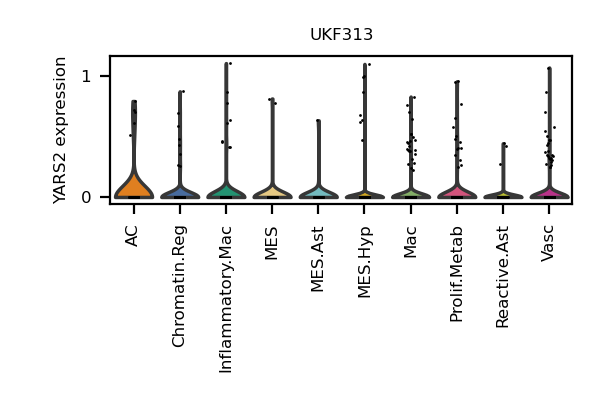 UKF313
YARS2 expression
1
0
AC
Chromatin.Reg
Inflammatory.Mac
MES
MES.Ast
MES.Hyp
Mac
Prolif.Metab
Reactive.Ast
Vasc